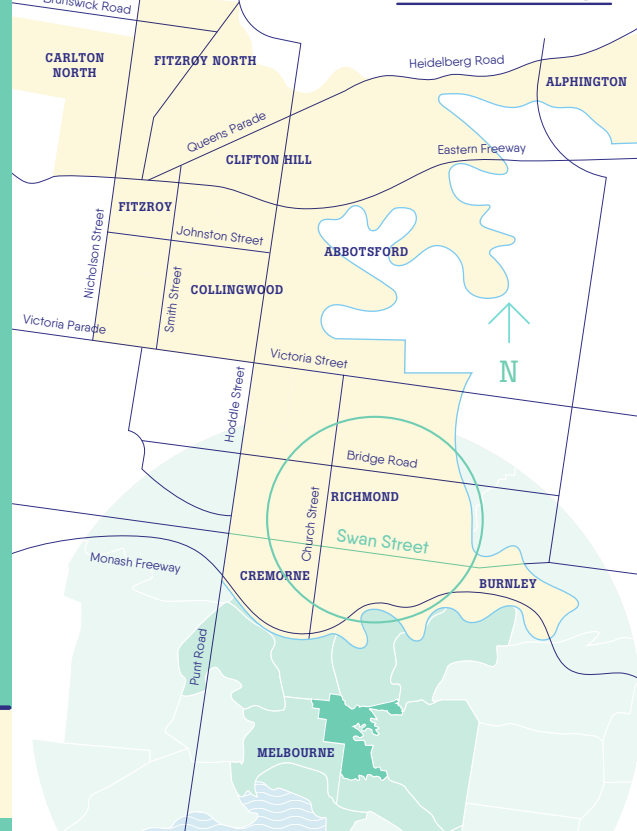 Brunswick Road
CARLTON
NORTH
FITZROY NORTH
Heidelberg Road
ALPHINGTON
Queens Parade
Eastern Freeway
CLIFTON HILL
FITZROY
Nicholson Street
Johnston Street
ABBOTSFORD
Smith Street
COLLINGWOOD
Victoria Parade
Victoria Street
N
Hoddle Street
Bridge Road
RICHMOND
Church Street
Swan Street
Monash Freeway
CREMORNE
BURNLEY
Punt Road
MELBOURNE